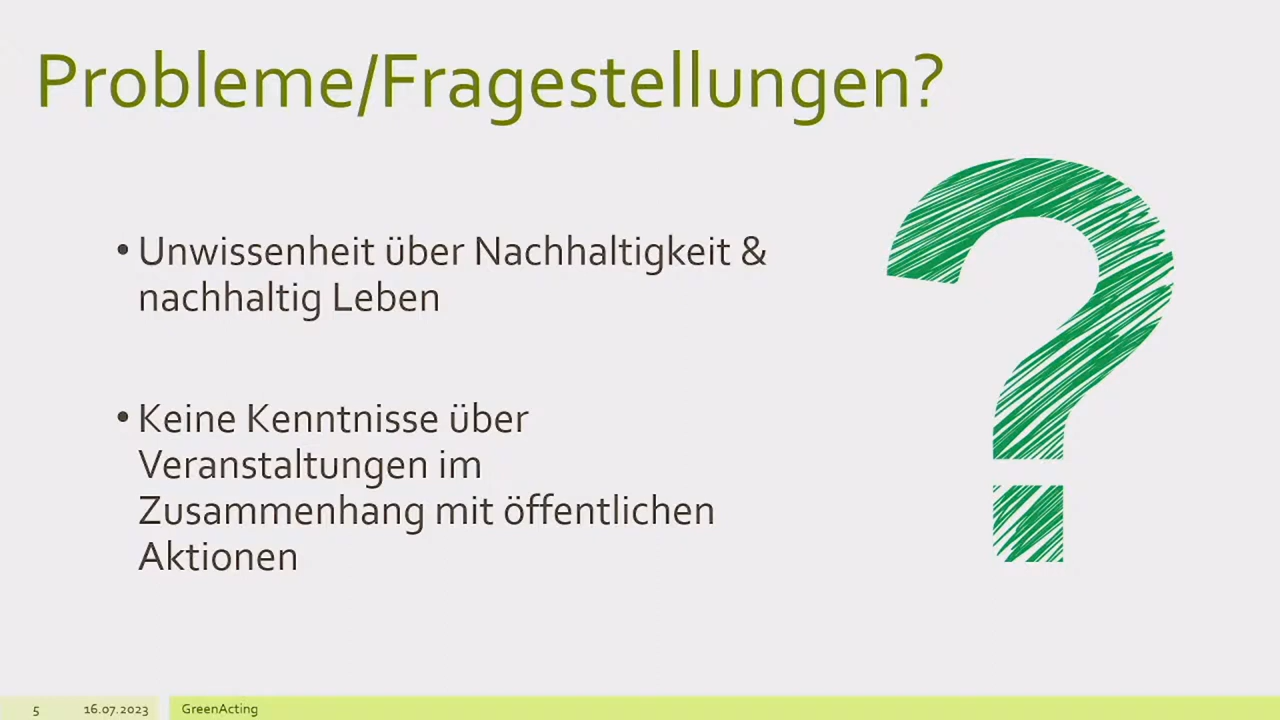 Probleme/Fragestellungen?
• Unwissenheit über Nachhaltigkeit &
nachhaltig Leben
• Keine Kenntnisse über
Veranstaltungen im
Zusammenhang mit öffentlichen
Aktionen
5 16.07.2023 GreenActing